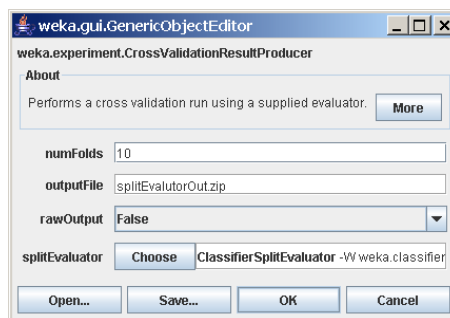 weka.gui.GenericObjectEditor
weka.experiment.CrossValidationResultProducer
About
Performs a cross validation run using a supplied evaluator. More
numFolds 10
outputFile splitEvalutorOut.zip
rawOutput False
splitEvaluator Choose ClassifierSplitEvaluator -W weka.classifier
Open... Save... OK Cancel